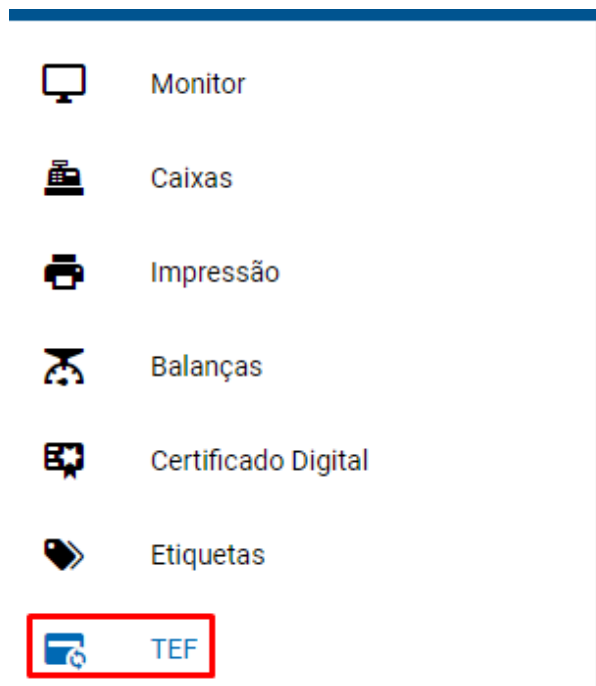 Monitor
Caixas
Impressão
Balanças
Certificado Digital
Etiquetas
TEF